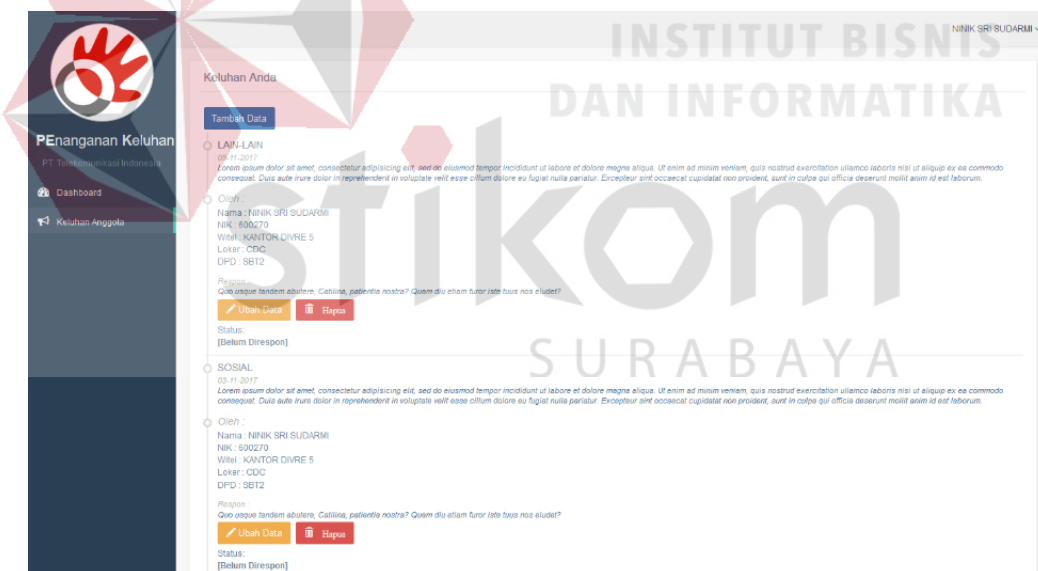 INSTITUT BISNIS
DAN INFORMATIKA
stikom
SURABAYA
NINIK SRI SUDARMI
PEnanganan Keluhan
PT Telekomunikasi Indonesia
Dashboard
Keluhan Anggota
Keluhan Anda
Tambah Data
LAIN-LAIN
05-11-2017
Lorem ipsum dolor sit amet, consectetur adipisicing elit, sed do eiusmod tempor incididunt ut labore et dolore magna aliqua. Ut enim ad minim veniam, quis nostrud exercitation ullamco laboris nisi ut aliquip ex ea commodo
consequat. Duis aute irure dolor in reprehenderit in voluptate velit esse cillum dolore eu fugiat nulla pariatur. Excepteur sint occaecat cupidatat non proident, sunt in culpa qui officia deserunt mollit anim id est laborum.
Oleh :
Nama : NINIK SRI SUDARMI
NIK : 600270
Witel : KANTOR DIVRE 5
Loker : CDC
DPD : SBT2
Respon :
Quo usque tandem abutere, Catilina, patientia nostra? Quam diu etiam furor iste tuus nos eludet?
Ubah Data
Hapus
Status:
[Belum Direspon]
SOSIAL
03-11-2017
Lorem ipsum dolor sit amet, consectetur adipisicing elit, sed do eiusmod tempor incididunt ut labore et dolore magna aliqua. Ut enim ad minim veniam, quis nostrud exercitation ullamco laboris nisi ut aliquip ex ea commodo
consequat. Duis aute irure dolor in reprehenderit in voluptate velit esse cillum dolore eu fugiat nulla pariatur. Excepteur sint occaecat cupidatat non proident, sunt in culpa qui officia deserunt mollit anim id est laborum.
Oleh :
Nama : NINIK SRI SUDARMI
NIK : 600270
Witel : KANTOR DIVRE 5
Loker : CDC
DPD : SBT2
Respon :
Quo usque tandem abutere, Catilina, patientia nostra? Quam diu etiam furor iste tuus nos eludet?
Ubah Data
Hapus
Status:
[Belum Direspon]